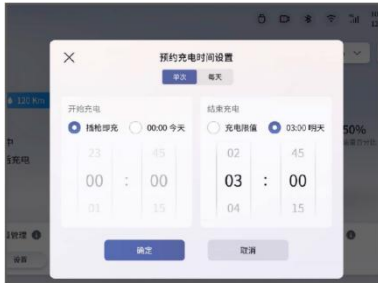 5G
120 Km
预约充电时间设置
单次 每天
开始充电
插枪即充 00:00 今天
23 45
00 : 00
01 15
结束充电
充电限值 03:00 明天
02 45
03 : 00
04 15
50%
确定 取消